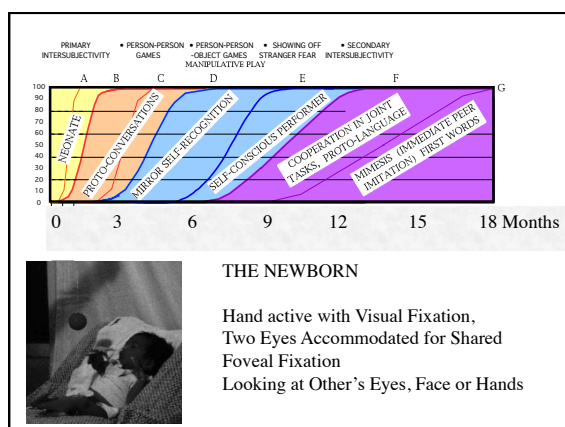 PRIMARY INTERSUBJECTIVITY
• PERSON-PERSON GAMES
• PERSON-PERSON -OBJECT GAMES MANIPULATIVE PLAY
• SHOWING OFF STRANGER FEAR
• SECONDARY INTERSUBJECTIVITY
A B C D E F G
100
90
80
70
60
50
40
30
20
10
0
NEONATE
PROTO-CONVERSATIONS
MIRROR SELF-RECOGNITION
SELF-CONSCIOUS PERFORMER
COOPERATION IN JOINT
TASKS, PROTO-LANGUAGE
MIMESIS (IMMEDIATE PEER
IMITATION) FIRST WORDS
0 3 6 9 12 15 18 Months
THE NEWBORN
Hand active with Visual Fixation,
Two Eyes Accommodated for Shared
Foveal Fixation
Looking at Other's Eyes, Face or Hands